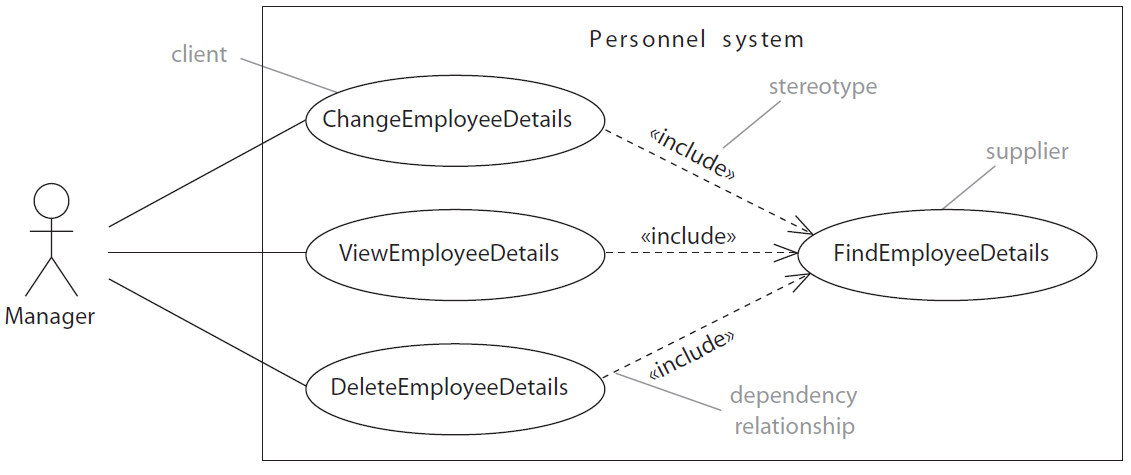 Personnel system
client
ChangeEmployeeDetails
stereotype
«include»
supplier
Manager
ViewEmployeeDetails
«include»
FindEmployeeDetails
DeleteEmployeeDetails
«include»
dependency
relationship